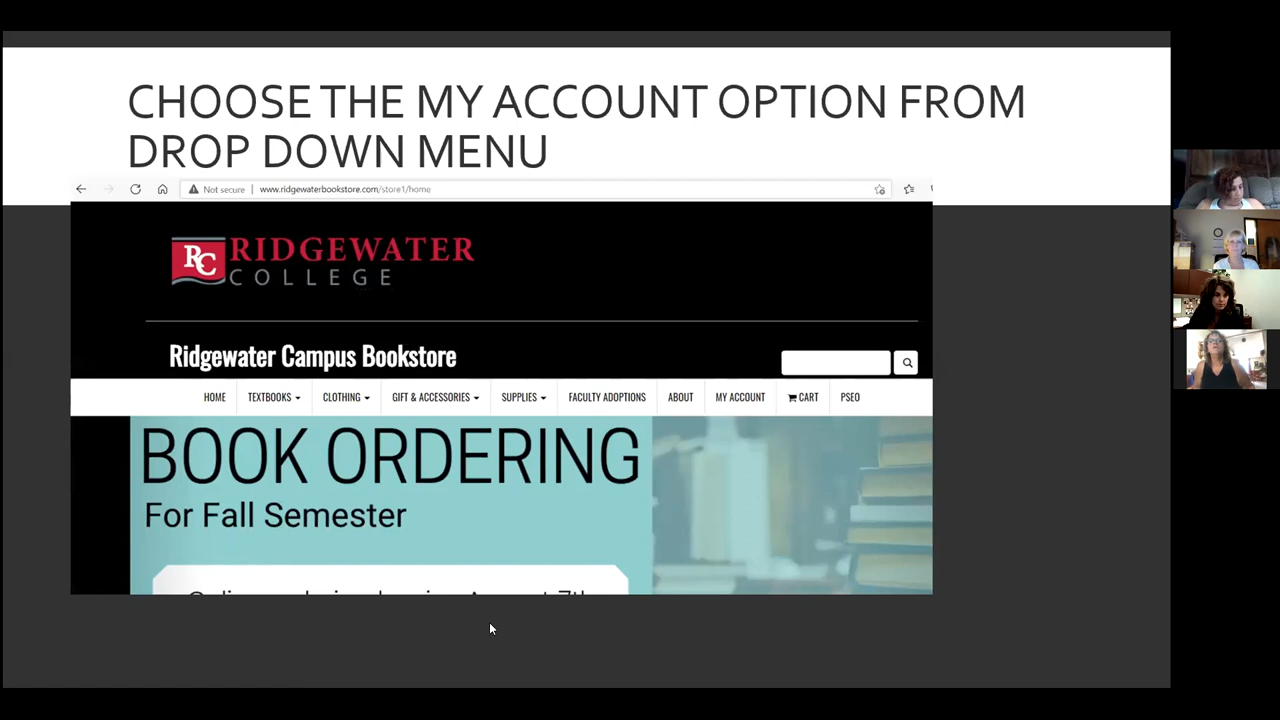 CHOOSE THE MY ACCOUNT OPTION FROM
DROP DOWN MENU
Not secure | www.ridgewaterbookstore.com/store1/home
RC RIDGEWATER
COLLEGE
Ridgewater Campus Bookstore
HOME TEXTBOOKS CLOTHING GIFT & ACCESSORIES SUPPLIES FACULTY ADOPTIONS ABOUT MY ACCOUNT CART PSEO
BOOK ORDERING
For Fall Semester